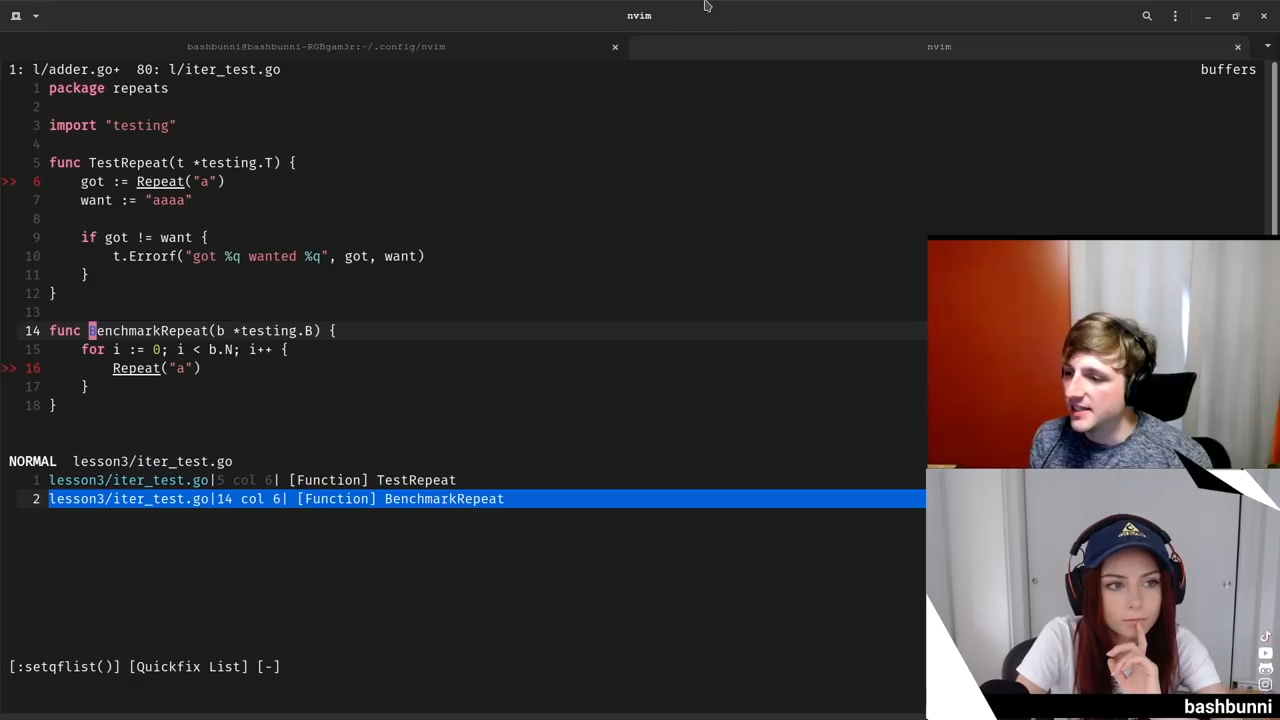 nvim
bashbunni@bashbunni-RGBgam3r:~/.config/nvim
nvim
1: l/adder.go+ 80: l/iter_test.go
buffers
1 package repeats
2
3 import "testing"
4
5 func TestRepeat(t *testing.T) {
>> 6 got := Repeat("a")
7 want := "aaaa"
8
9 if got != want {
10 t.Errorf("got %q wanted %q", got, want)
11 }
12 }
13
14 func BenchmarkRepeat(b *testing.B) {
15 for i := 0; i < b.N; i++ {
>> 16 Repeat("a")
17 }
18 }
NORMAL lesson3/iter_test.go
1 lesson3/iter_test.go|5 col 6| [Function] TestRepeat
2 lesson3/iter_test.go|14 col 6| [Function] BenchmarkRepeat
[:setqflist()] [Quickfix List] [-]
bashbunni